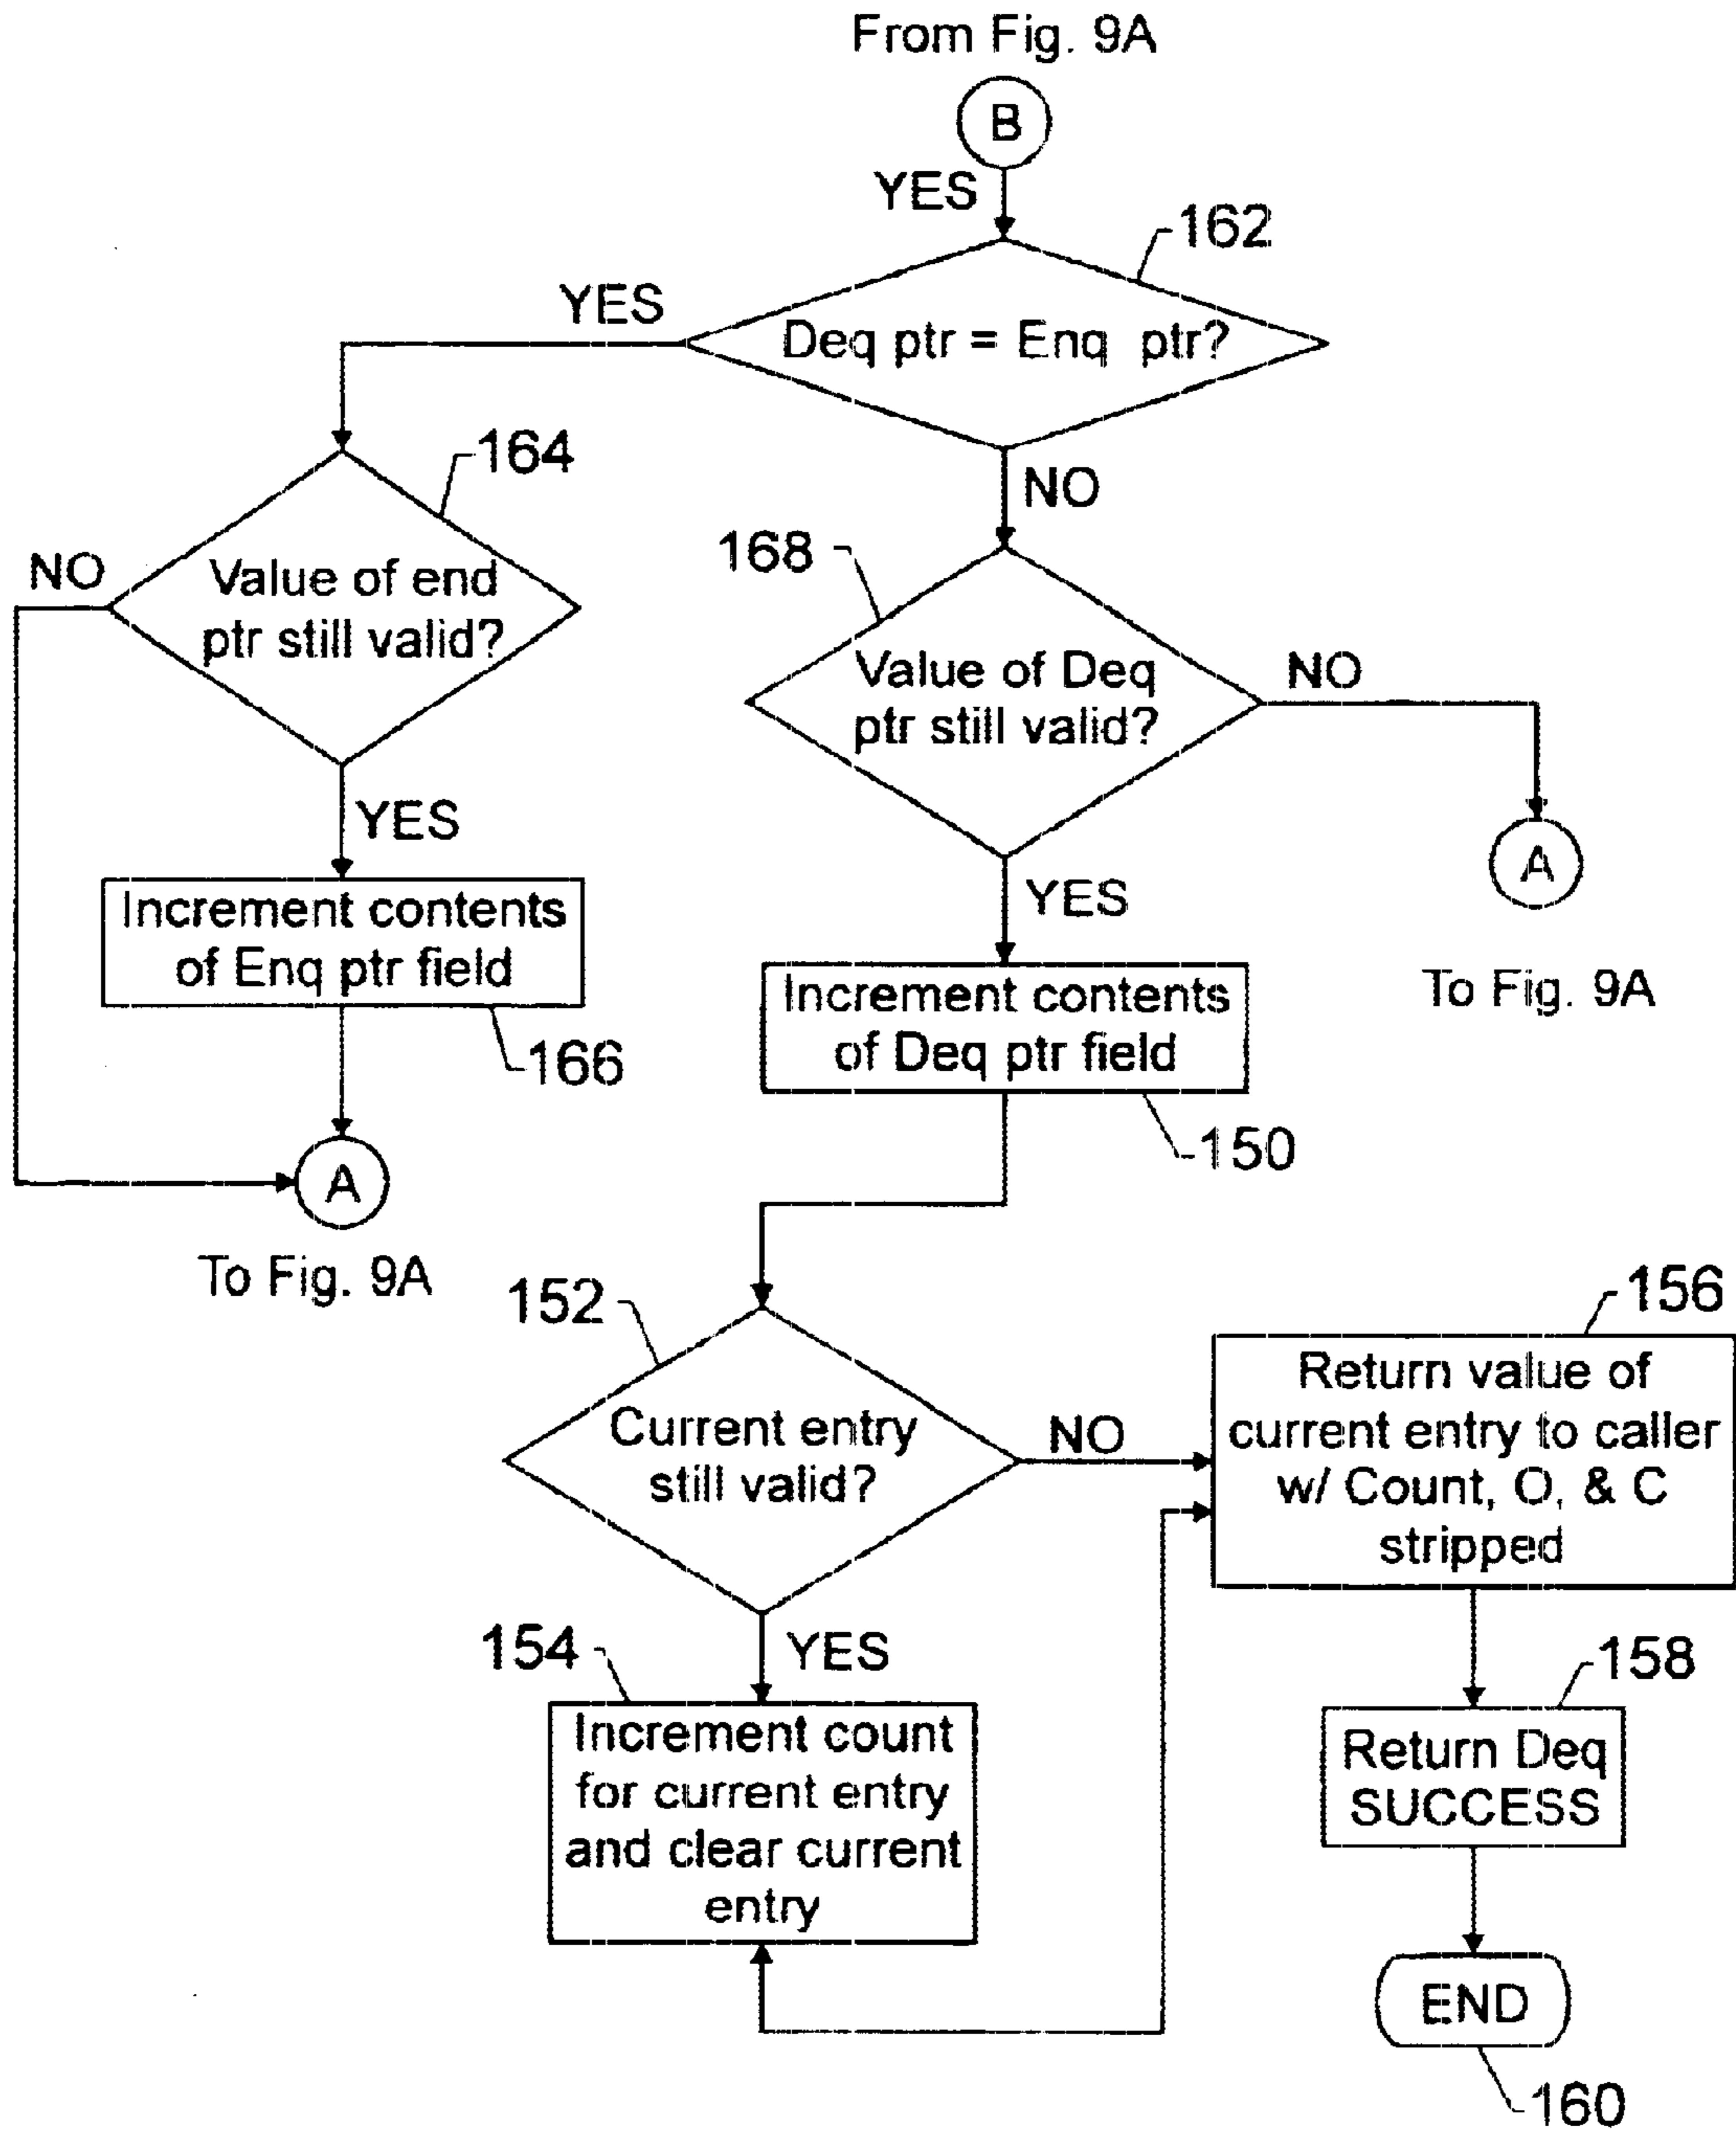 From Fig. 9A
B
YES
162
YES
Deq ptr = Enq ptr?
164
NO
168
NO
Value of end
ptr still valid?
Value of Deq
ptr still valid?
NO
YES
A
YES
Increment contents
of Enq ptr field
166
Increment contents
of Deq ptr field
To Fig. 9A
150
A
To Fig. 9A
152
156
Current entry
still valid?
NO
Return value of
current entry to caller
w/ Count, O, & C
stripped
154
YES
158
Increment count
for current entry
and clear current
entry
Return Deq
SUCCESS
END
160